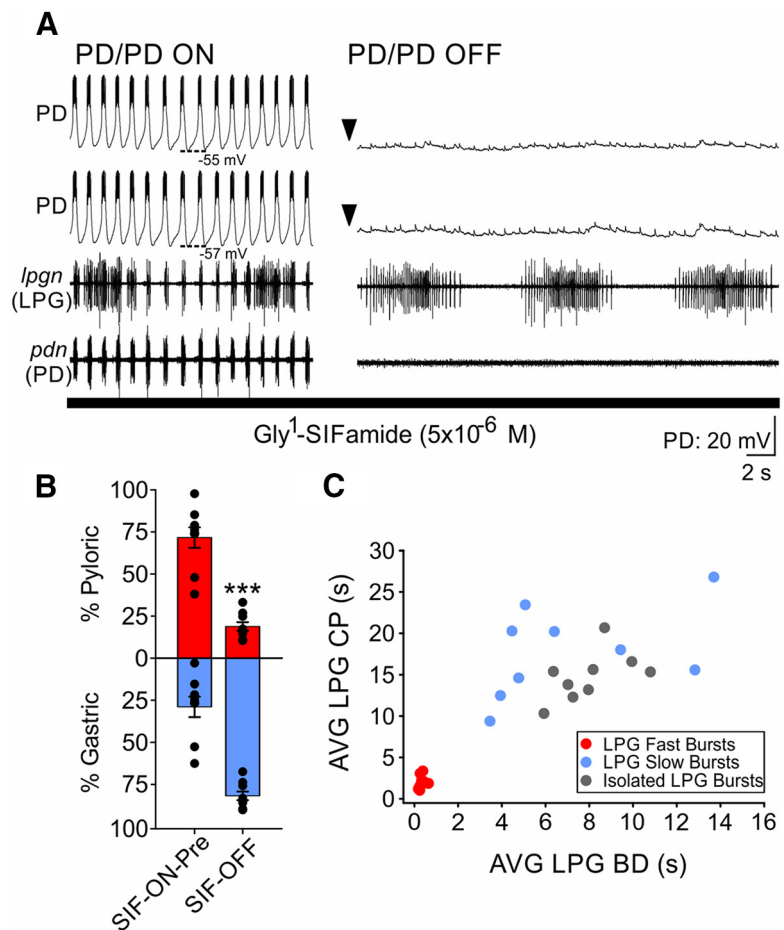 A
PD/PD ON
PD/PD OFF
PD
-55 mV
PD
-57 mV
lpgn
(LPG)
pdn
(PD)
Gly1-SIFamide (5x10-6 M)
PD: 20 mV
2 s
B
100
75
50
25
0
25
50
75
100
% Pyloric
% Gastric
***
SIF-ON-Pre
SIF-OFF
C
30
25
20
15
10
5
0
AVG LPG CP (s)
LPG Fast Bursts
LPG Slow Bursts
Isolated LPG Bursts
0 2 4 6 8 10 12 14 16
AVG LPG BD (s)